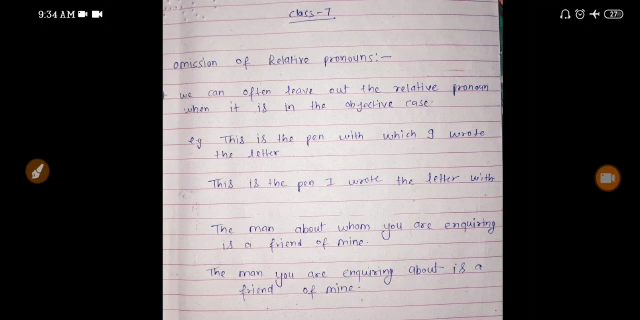 9:34 AM
27
Class-7
omission of Relative pronouns:-
we can often leave out the relative pronoun
when it is in the objective case.
eg This is the pen with which I wrote
the letter
This is the pen I wrote the letter with
The man about whom you are enquiring
is a friend of mine.
The man you are enquiring about is a
friend of mine.